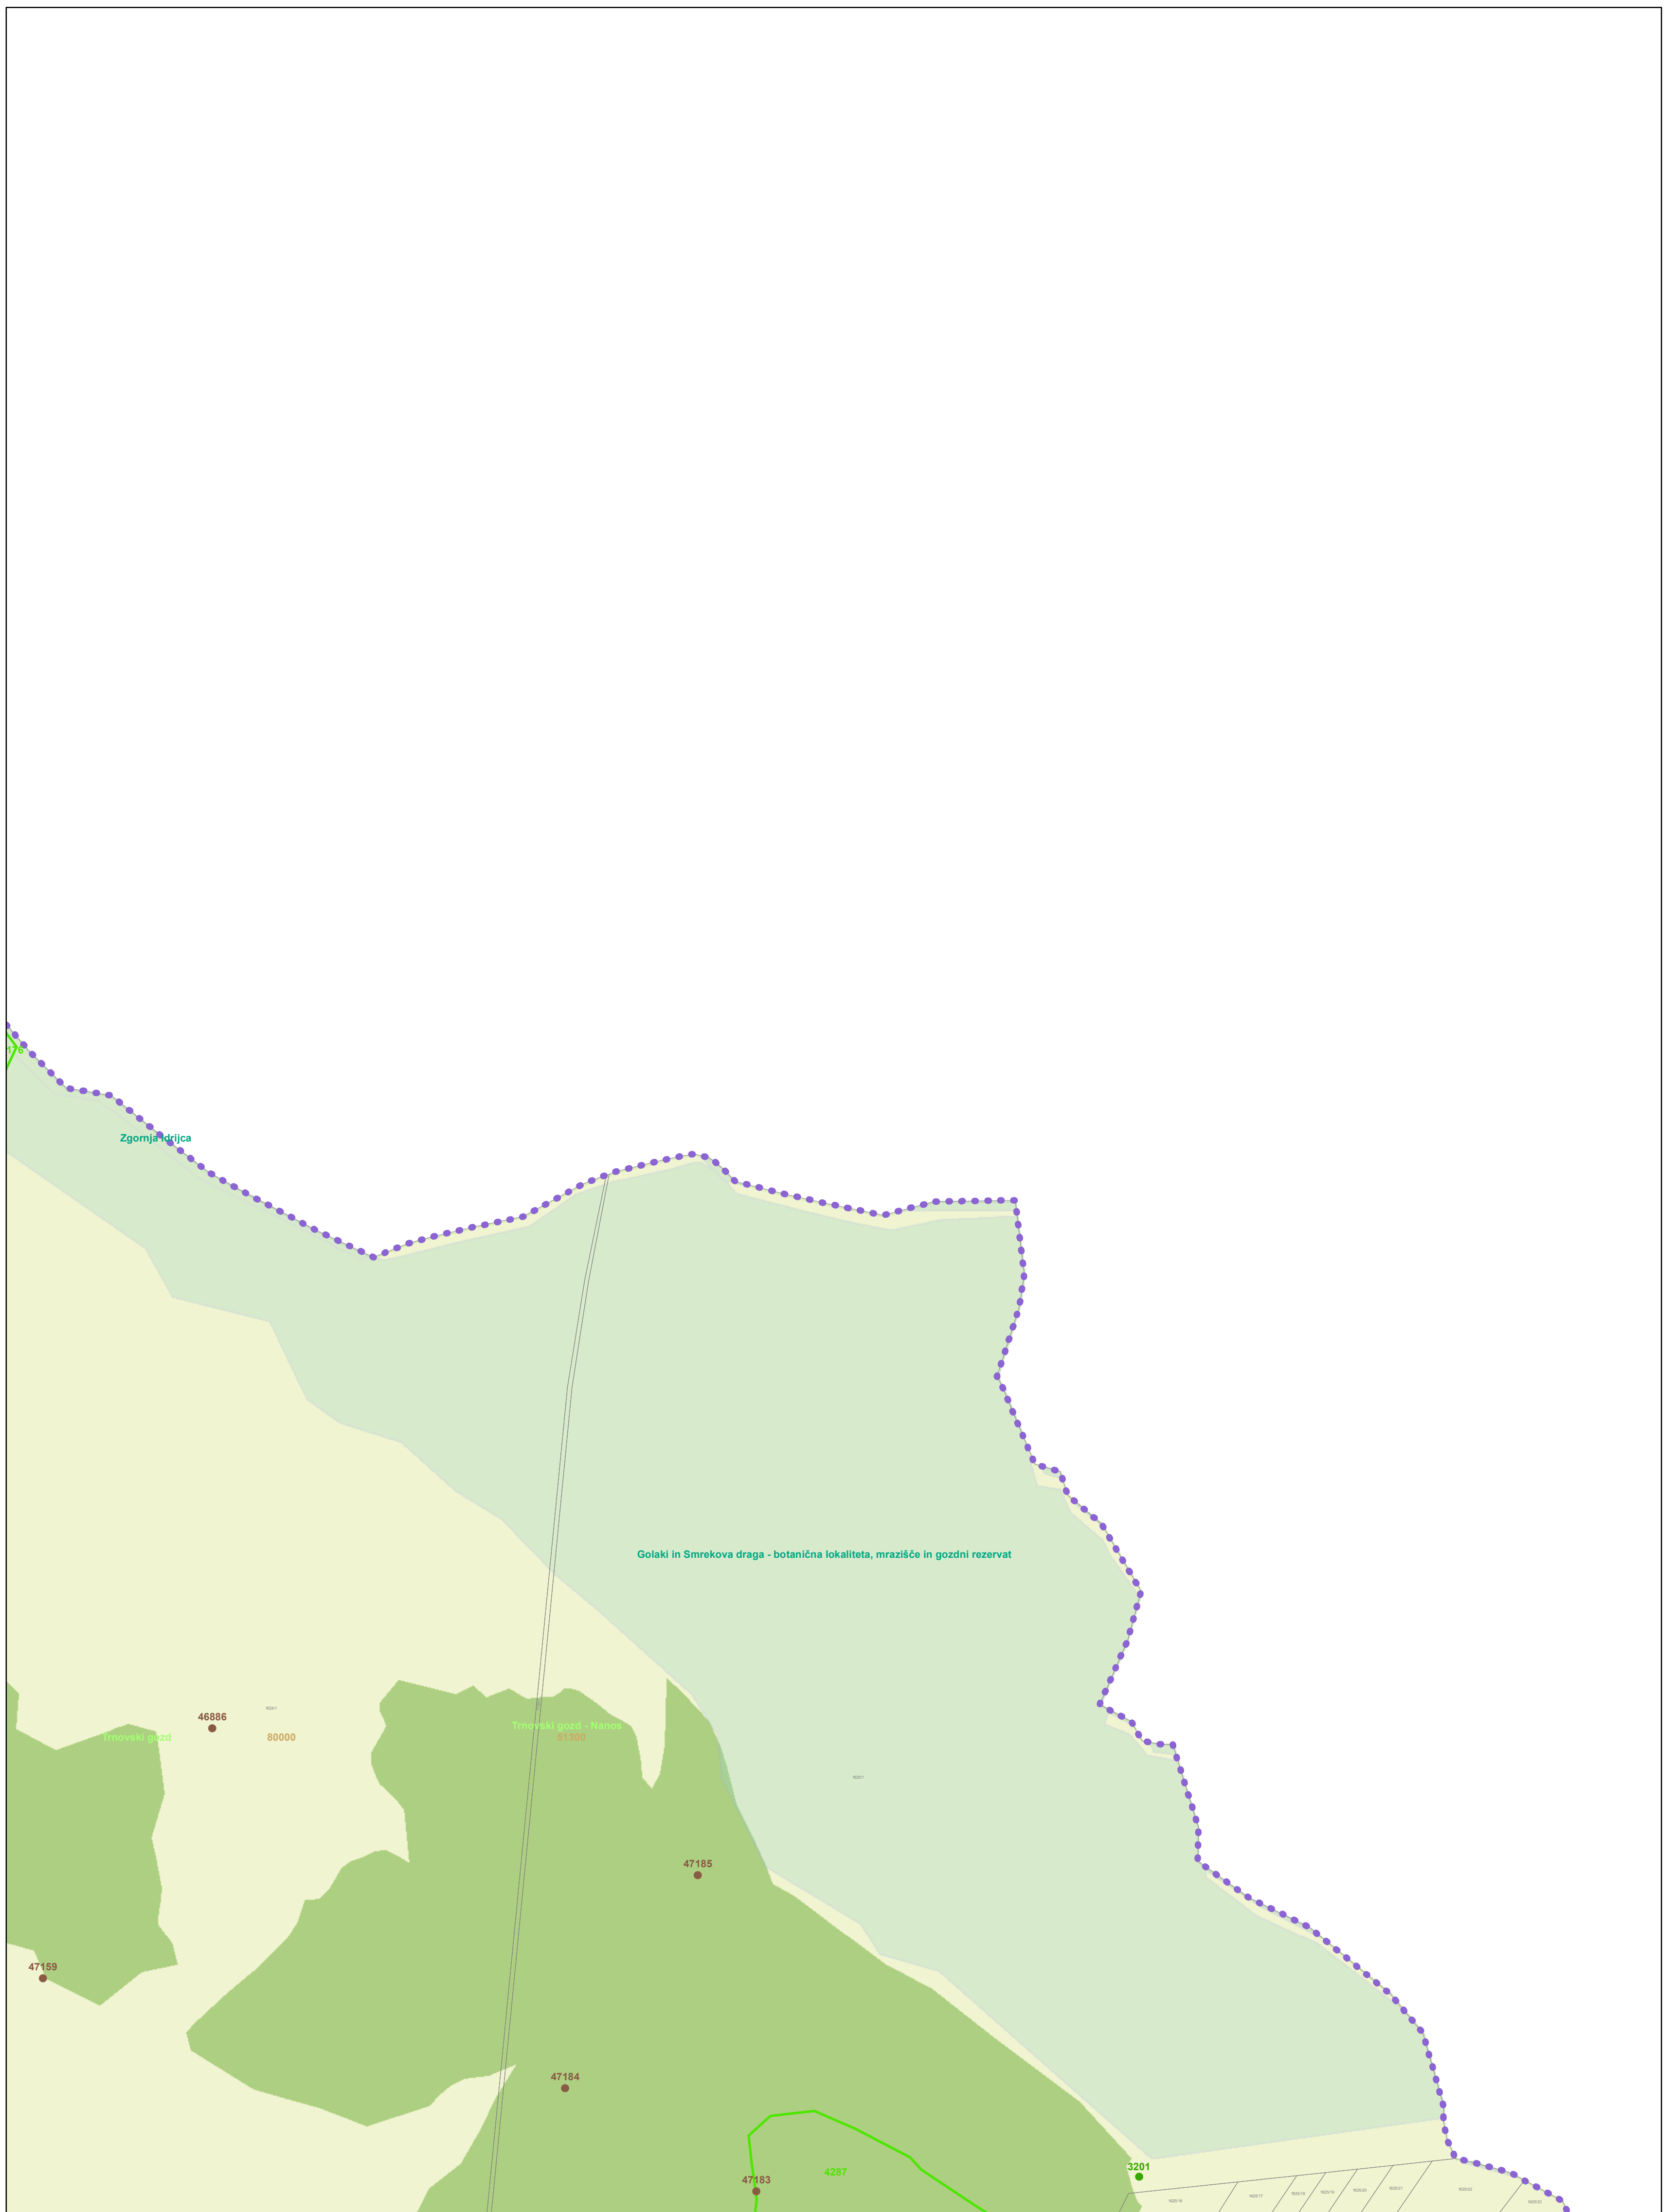 176
Zgornja Idrijca
Golaki in Smrekova draga - botanična lokaliteta, mrazišče in gozdni rezervat
46886
Trnovski gozd
80000
Trnovski gozd - Nanos
51300
47185
47159
47184
3201
4287
47183